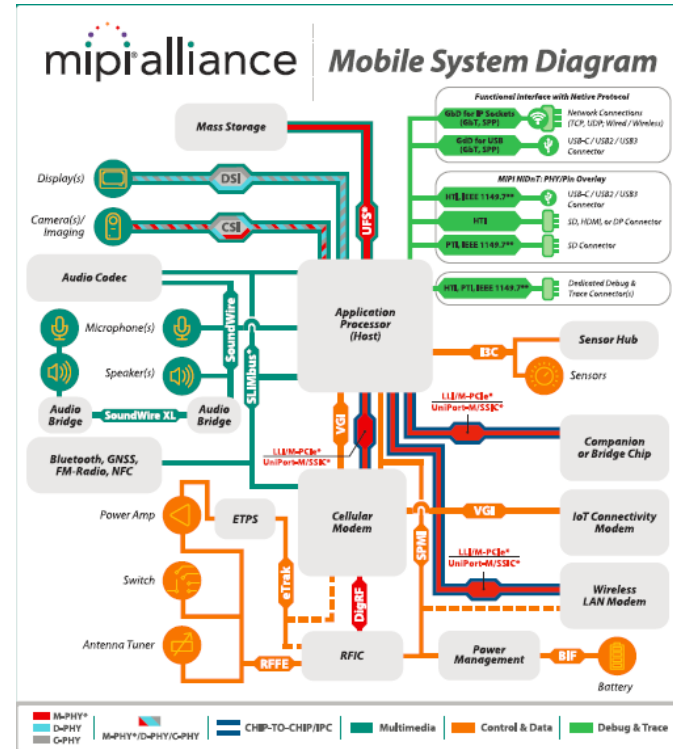 mipi alliance
Mobile System Diagram
Functional Interface with Native Protocol
GbD for IP Sockets
(GbT, SPP)
Network Connections
(TCP, UDP, Wired / Wireless)
GdD for USB
(GbT, SPP)
USB-C / USB2 / USB3
Connector
MIPI NIDnT: PHY/Pin Overlay
HTI, IEEE 1149.7**
USB-C / USB2 / USB3
Connector
HTI
SD, HDMI, or DP Connector
PTI, IEEE 1149.7**
SD Connector
HTI, PTI, IEEE 1149.7**
Dedicated Debug &
Trace Connector(s)
Mass Storage
Display(s)
DSI
Camera(s)/
Imaging
CSI
UFS*
Audio Codec
Application
Processor
(Host)
SoundWire
SLIMbus*
Microphone(s)
Speaker(s)
Audio
Bridge
SoundWire XL
Audio
Bridge
I3C
Sensor Hub
Sensors
VGI
LLI/M-PCIe*
UniPort-M/SSIC*
LLI/M-PCIe*
UniPort-M/SSIC*
Companion
or Bridge Chip
Bluetooth, GNSS,
FM-Radio, NFC
Power Amp
ETPS
Cellular
Modem
VGI
IoT Connectivity
Modem
SPMI
Switch
eTrak
DigRF
LLI/M-PCIe*
UniPort-M/SSIC*
Wireless
LAN Modem
Antenna Tuner
RFFE
RFIC
Power
Management
BIF
Battery
M-PHY*
D-PHY
C-PHY
M-PHY*/D-PHY/C-PHY
CHIP-TO-CHIP/IPC
Multimedia
Control & Data
Debug & Trace